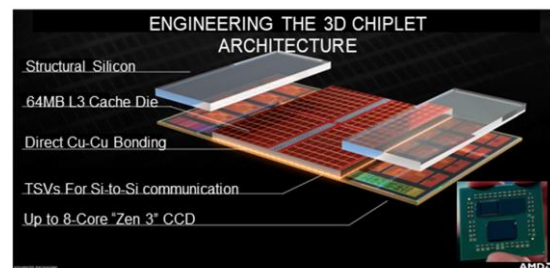 ENGINEERING THE 3D CHIPLET
ARCHITECTURE
Structural Silicon
64MB L3 Cache Die
Direct Cu-Cu Bonding
TSVs For Si-to-Si communication
Up to 8-Core "Zen 3" CCD
AMD